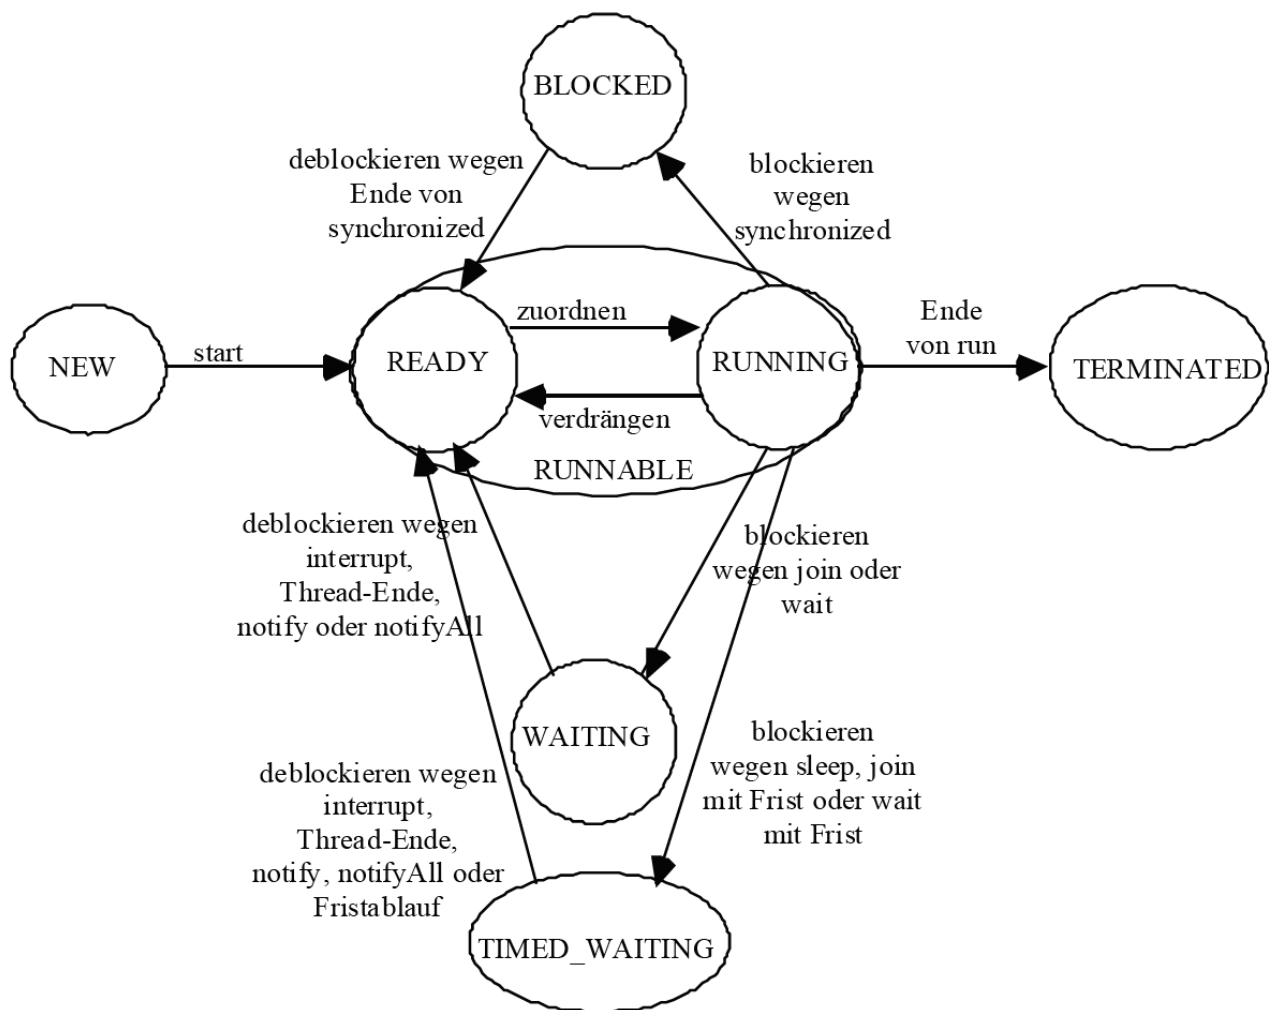 BLOCKED
deblockieren wegen
Ende von
synchronized
blockieren
wegen
synchronized
NEW
start
READY
zuordnen
verdrängen
RUNNING
RUNNABLE
Ende
von run
TERMINATED
deblockieren wegen
interrupt,
Thread-Ende,
notify oder notifyAll
blockieren
wegen join oder
wait
WAITING
deblockieren wegen
interrupt,
Thread-Ende,
notify, notifyAll oder
Fristablauf
blockieren
wegen sleep, join
mit Frist oder wait
mit Frist
TIMED_WAITING